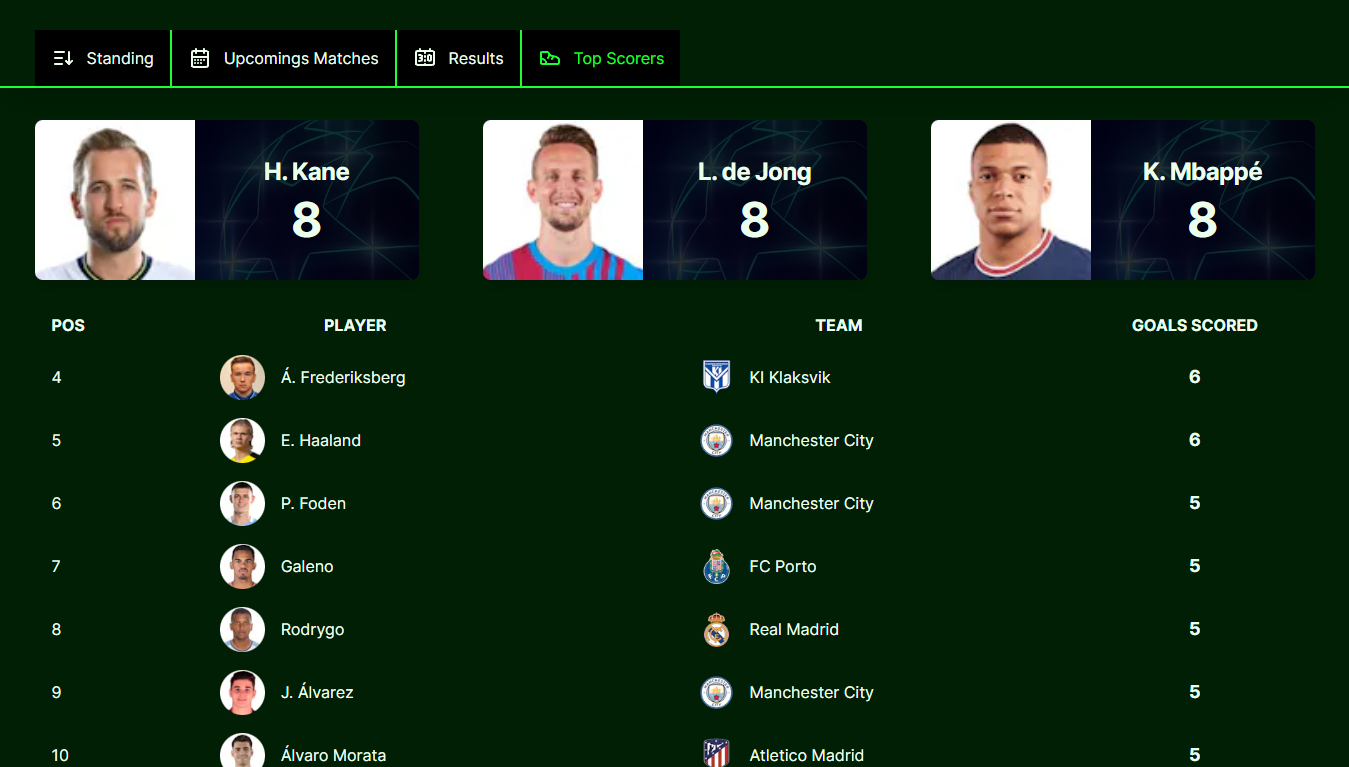 Standing Upcomings Matches Results Top Scorers
H. Kane
8
L. de Jong
8
K. Mbappé
8
POS PLAYER TEAM GOALS SCORED
4 Á. Frederiksberg KI Klaksvik 6
5 E. Haaland Manchester City 6
6 P. Foden Manchester City 5
7 Galeno FC Porto 5
8 Rodrygo Real Madrid 5
9 J. Álvarez Manchester City 5
10 Álvaro Morata Atletico Madrid 5